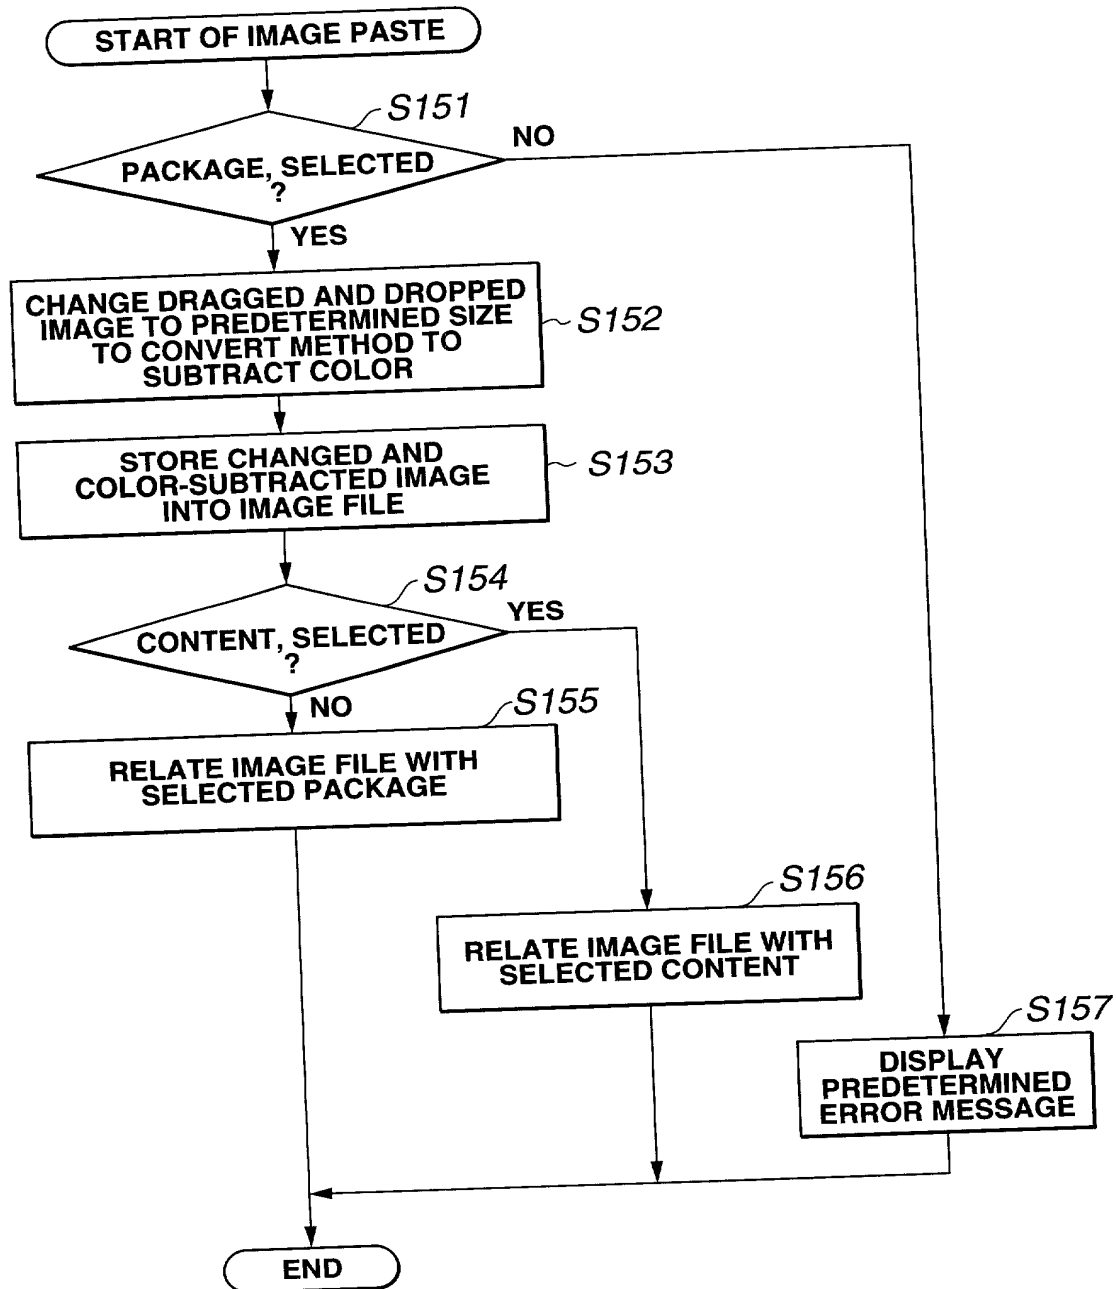 START OF IMAGE PASTE
S151
PACKAGE, SELECTED
?
NO
YES
CHANGE DRAGGED AND DROPPED
IMAGE TO PREDETERMINED SIZE
TO CONVERT METHOD TO
SUBTRACT COLOR
S152
STORE CHANGED AND
COLOR-SUBTRACTED IMAGE
INTO IMAGE FILE
S153
S154
CONTENT, SELECTED
?
YES
NO
S155
RELATE IMAGE FILE WITH
SELECTED PACKAGE
S156
RELATE IMAGE FILE WITH
SELECTED CONTENT
S157
DISPLAY
PREDETERMINED
ERROR MESSAGE
END